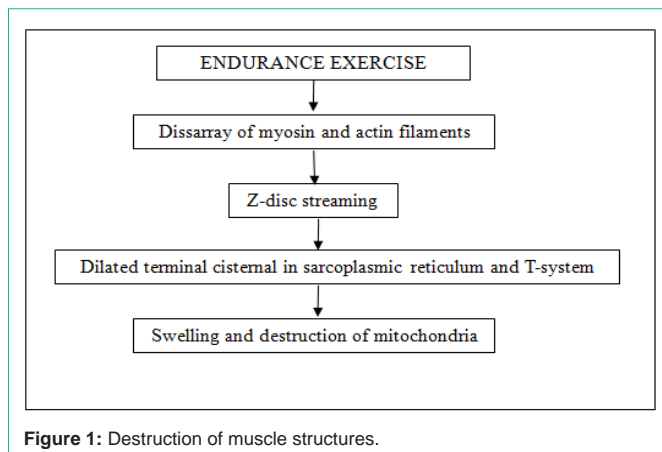 ENDURANCE EXERCISE
Dissarray of myosin and actin filaments
Z-disc streaming
Dilated terminal cisternal in sarcoplasmic reticulum and T-system
Swelling and destruction of mitochondria
Figure 1: Destruction of muscle structures.